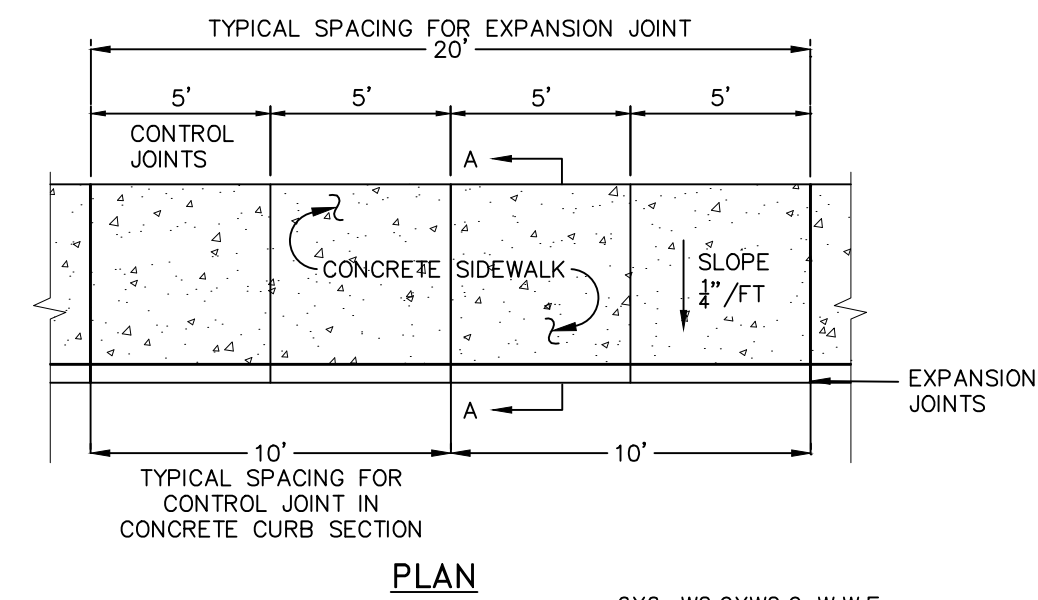 TYPICAL SPACING FOR EXPANSION JOINT
20'
5' 5' 5' 5'
CONTROL
JOINTS
A
CONCRETE SIDEWALK
SLOPE
1/4" /FT
EXPANSION
JOINTS
A
10' 10'
TYPICAL SPACING FOR
CONTROL JOINT IN
CONCRETE CURB SECTION
PLAN